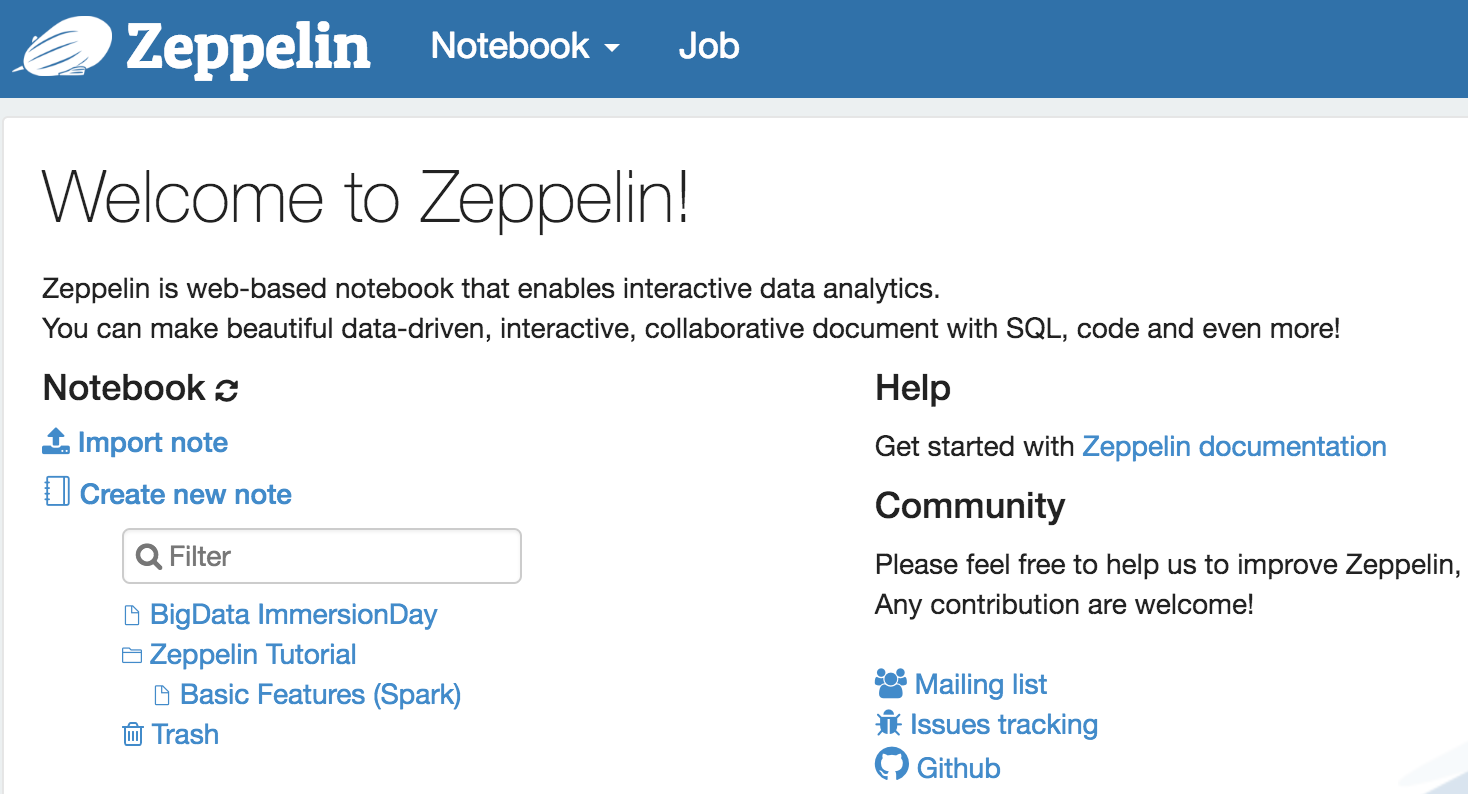 Zeppelin Notebook Job
Welcome to Zeppelin!
Zeppelin is web-based notebook that enables interactive data analytics.
You can make beautiful data-driven, interactive, collaborative document with SQL, code and even more!
Notebook
Import note
Create new note
Filter
BigData ImmersionDay
Zeppelin Tutorial
Basic Features (Spark)
Trash
Help
Get started with Zeppelin documentation
Community
Please feel free to help us to improve Zeppelin,
Any contribution are welcome!
Mailing list
Issues tracking
Github